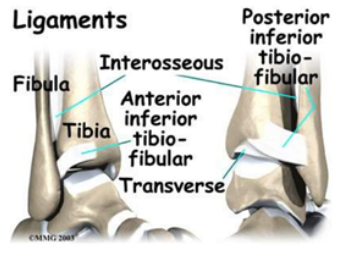 Ligaments
Posterior
inferior
tibio-
fibular
Interosseous
Fibula
Anterior
inferior
tibio-
fibular
Tibia
Transverse
©MMG 2003